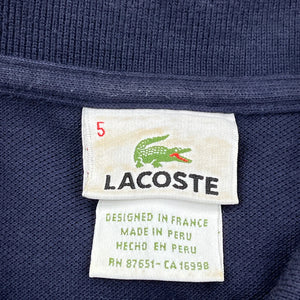 5
LACOSTE
DESIGNED IN FRANCE
MADE IN PERU
HECHO EN PERU
RN 87651- CA 16998